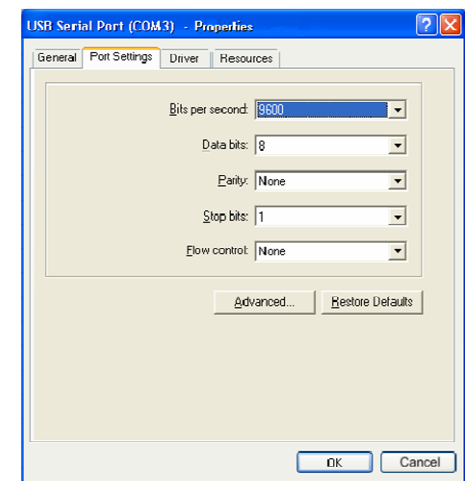 USB Serial Port (COM3) - Properties
General Port Settings Driver Resources
Bits per second: 9600
Data bits: 8
Parity: None
Stop bits: 1
Flow control: None
Advanced... Restore Defaults
OK Cancel